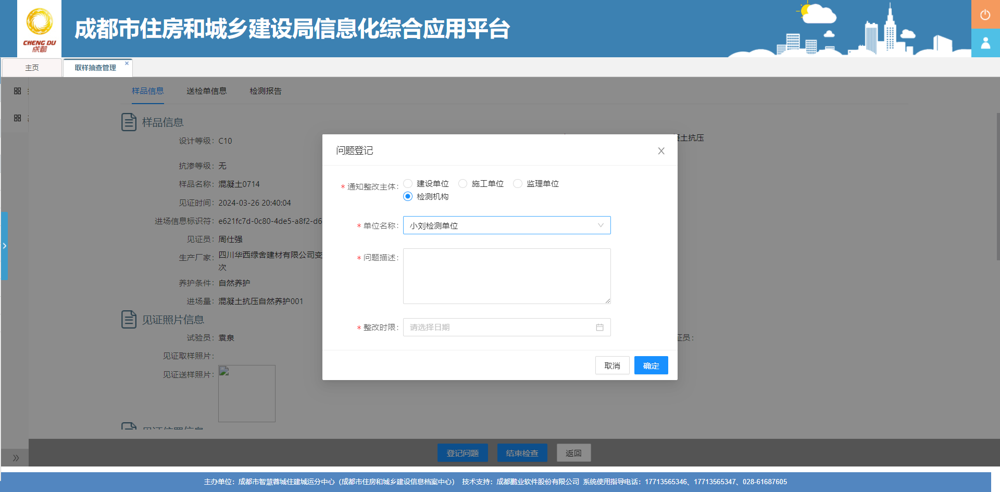 CHENG DU
成都
成都市住房和城乡建设局信息化综合应用平台
主页
取样抽查管理
样品信息
送检单信息
检测报告
样品信息
设计等级：C10
凝土抗压
抗渗等级：无
样品名称：混凝土0714
见证时间：2024-03-26 20:40:04
进场信息标识符：e621fc7d-0c80-4de5-a8f2-d6
见证员：周仕强
生产厂家：四川华西绿舍建材有限公司变
次
养护条件：自然养护
进场量：混凝土抗压自然养护001
见证照片信息
试验员：袁泉
证员：
见证取样照片：
见证送样照片：
见证位置信息
问题登记
* 通知整改主体：
建设单位
施工单位
监理单位
检测机构
* 单位名称：
小刘检测单位
* 问题描述：
* 整改时限：
请选择日期
取消
确定
登记问题
结束检查
返回
主办单位：成都市智慧蓉城住建城运分中心（成都市住房和城乡建设信息档案中心） 技术支持：成都鹏业软件股份有限公司 系统使用指导电话：17713565346、17713565347、028-61687605